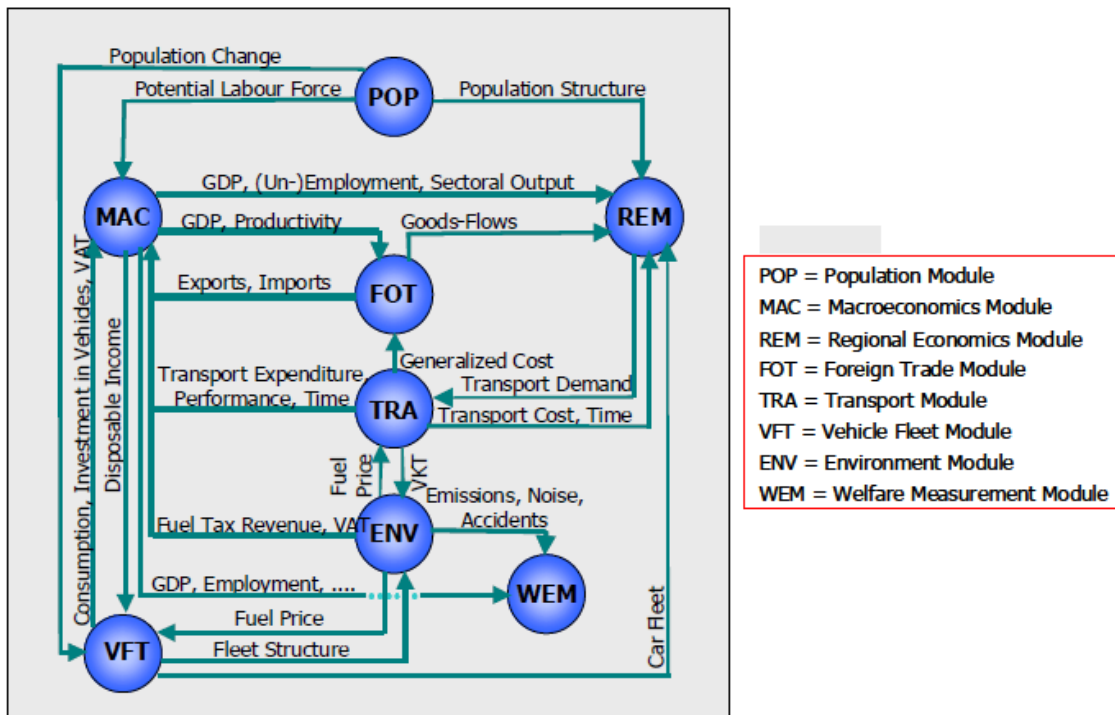 Population Change
Potential Labour Force
POP
Population Structure
MAC
GDP, (Un-)Employment, Sectoral Output
REM
GDP, Productivity
Goods-Flows
Exports, Imports
FOT
Consumption, Investment in Vehides, VAT
Disposable Income
Generalized Cost
Transport Expenditure,
Performance, Time
TRA
Transport Demand
Transport Cost, Time
Fuel
Price
VKT
Emissions, Noise,
Accidents
Fuel Tax Revenue, VAT
ENV
GDP, Employment, ....
WEM
Fuel Price
VFT
Fleet Structure
Car Fleet
POP = Population Module
MAC = Macroeconomics Module
REM = Regional Economics Module
FOT = Foreign Trade Module
TRA = Transport Module
VFT = Vehicle Fleet Module
ENV = Environment Module
WEM = Welfare Measurement Module